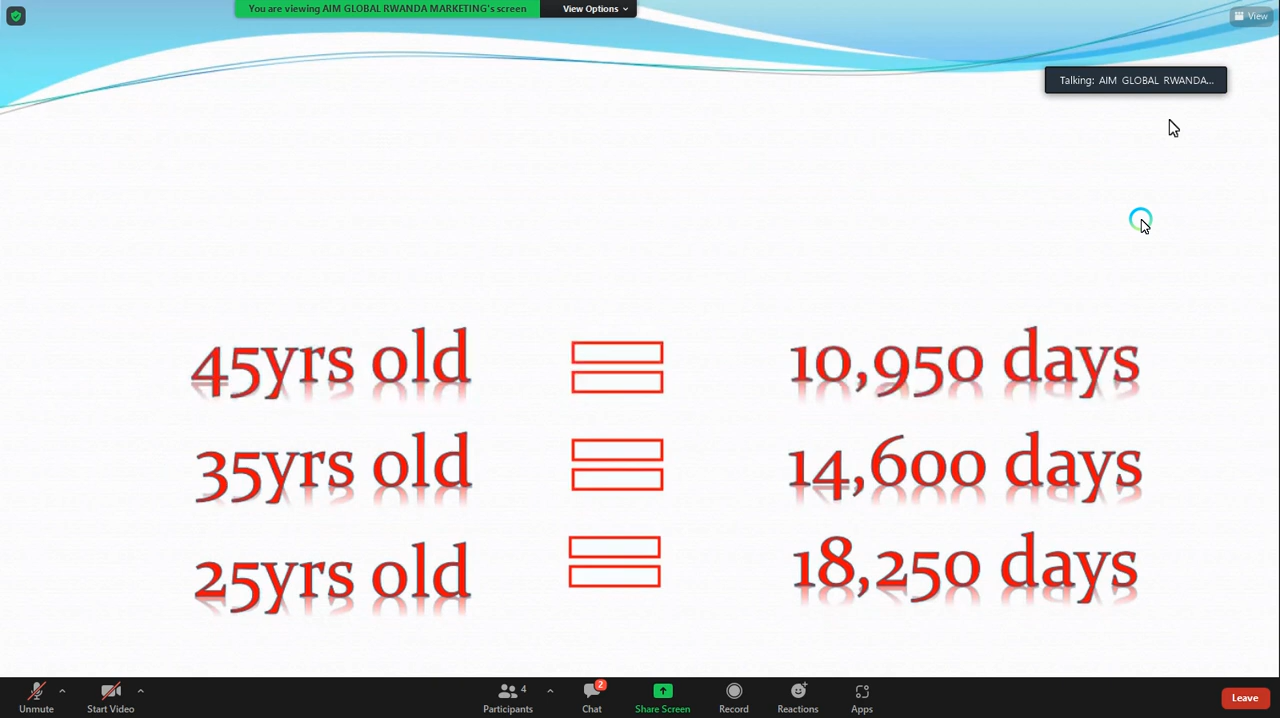 You are viewing AIM GLOBAL RWANDA MARKETING's screen View Options
View
Talking: AIM GLOBAL RWANDA...
45yrs old 10,950 days
35yrs old 14,600 days
25yrs old 18,250 days
4 2
Unmute Start Video Participants Chat Share Screen Record Reactions Apps Leave